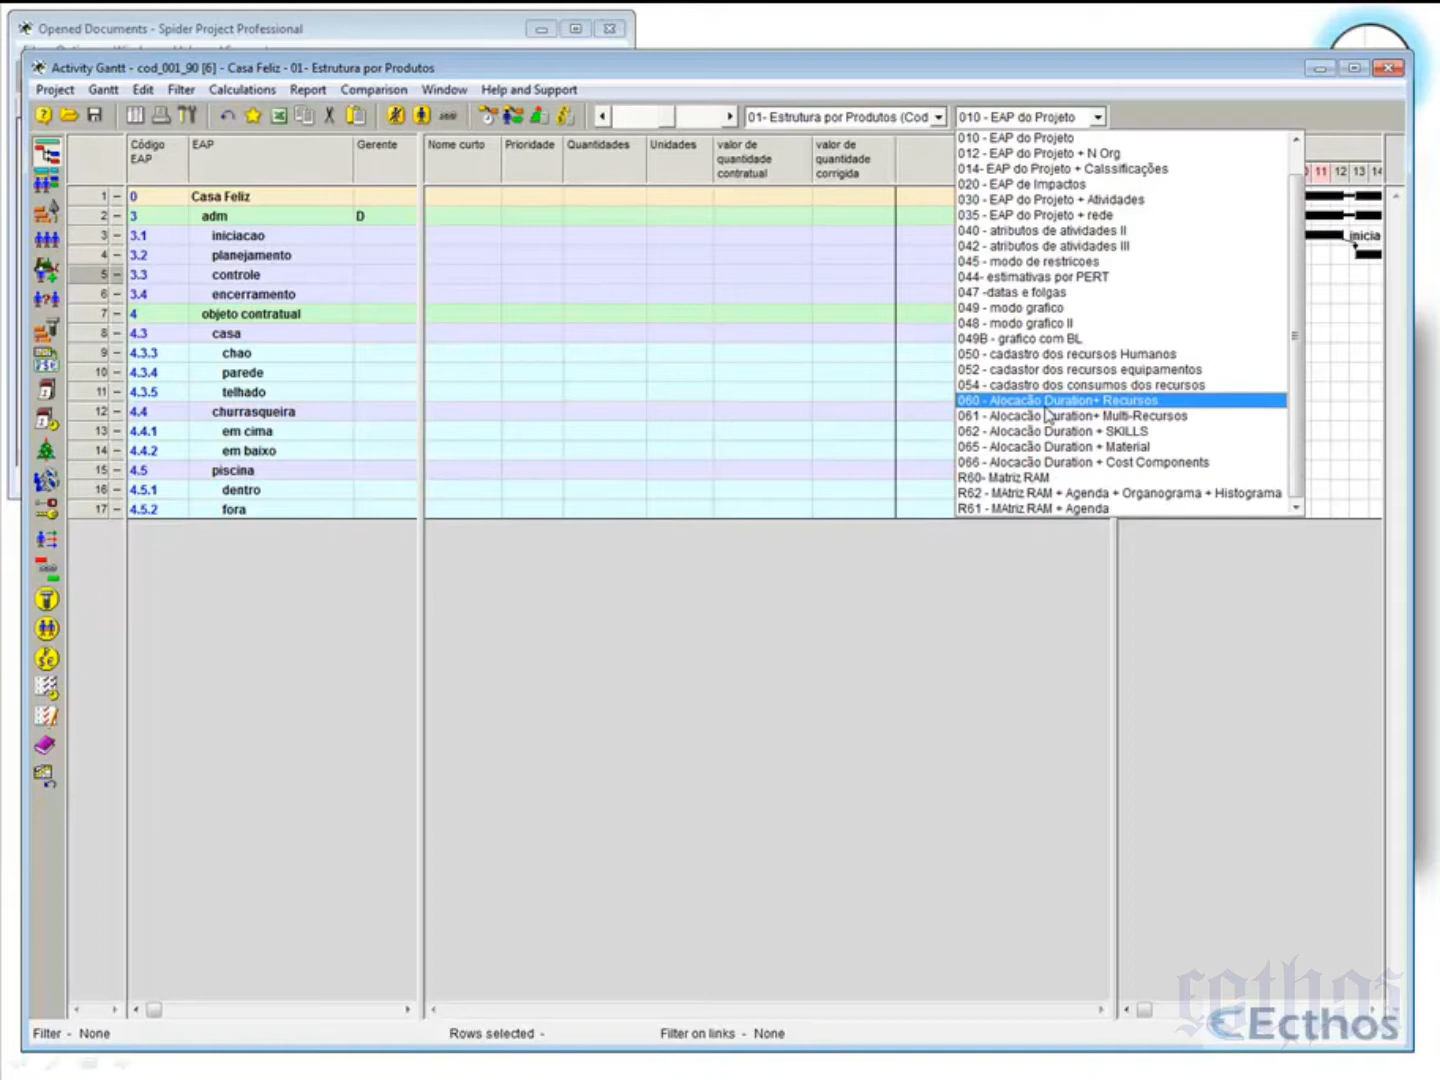 Opened Documents - Spider Project Professional
Activity Gantt - cod_001_90 [6] - Casa Feliz - 01- Estrutura por Produtos
Project Gantt Edit Filter Calculations Report Comparison Window Help and Support
01- Estrutura por Produtos (Cod 010 - EAP do Projeto
Código EAP
EAP
Gerente
Nome curto
Prioridade
Quantidades
Unidades
valor de quantidade contratual
valor de quantidade corrigida
11 12 13 14
1 0 Casa Feliz
2 3 adm D
3 3.1 iniciacao
4 3.2 planejamento
5 3.3 controle
6 3.4 encerramento
7 4 objeto contratual
8 4.3 casa
9 4.3.3 chao
10 4.3.4 parede
11 4.3.5 telhado
12 4.4 churrasqueira
13 4.4.1 em cima
14 4.4.2 em baixo
15 4.5 piscina
16 4.5.1 dentro
17 4.5.2 fora
010 - EAP do Projeto
012 - EAP do Projeto + N Org
014- EAP do Projeto + Calssificações
020 - EAP de Impactos
030 - EAP do Projeto + Atividades
035 - EAP do Projeto + rede
040 - atributos de atividades II
042 - atributos de atividades III
045 - modo de restricoes
044- estimativas por PERT
047 -datas e folgas
049 - modo grafico
048 - modo grafico II
049B - grafico com BL
050 - cadastro dos recursos Humanos
052 - cadastor dos recursos equipamentos
054 - cadastro dos consumos dos recursos
060 - Alocacão Duration+ Recursos
061 - Alocacão Duration+ Multi-Recursos
062 - Alocacão Duration + SKILLS
065 - Alocacão Duration + Material
066 - Alocacão Duration + Cost Components
R60- Matriz RAM
R62 - MAtriz RAM + Agenda + Organograma + Histograma
R61 - MAtriz RAM + Agenda
inicia
Filter - None
Rows selected -
Filter on links - None
ecthos
Ecthos